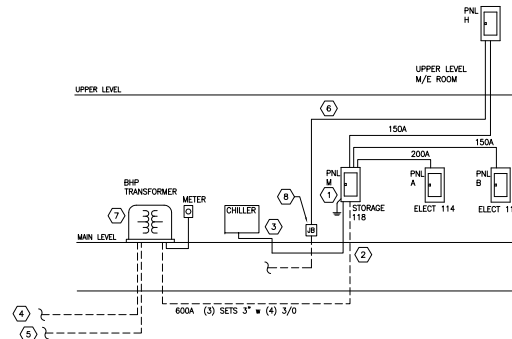 PNL
H
UPPER LEVEL
M/E ROOM
UPPER LEVEL
6
150A
150A
200A
BHP
TRANSFORMER
METER
PNL
M
PNL
A
PNL
B
7
8
1
CHILLER
3
JB
STORAGE
118
ELECT 114
ELECT 11
MAIN LEVEL
2
4
5
600A (3) SETS 3" w (4) 3/0